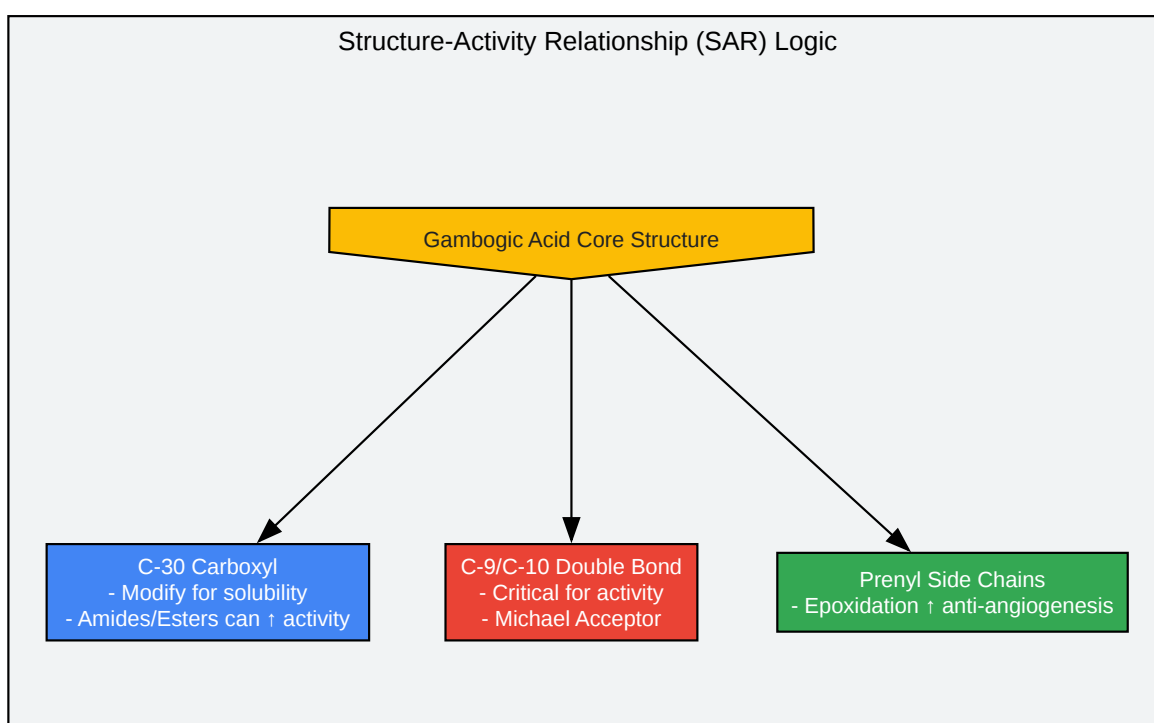 Structure-Activity Relationship (SAR) Logic
Gambogic Acid Core Structure
C-30 Carboxyl
- Modify for solubility
- Amides/Esters can ↑ activity
C-9/C-10 Double Bond
- Critical for activity
- Michael Acceptor
Prenyl Side Chains
- Epoxidation ↑ anti-angiogenesis